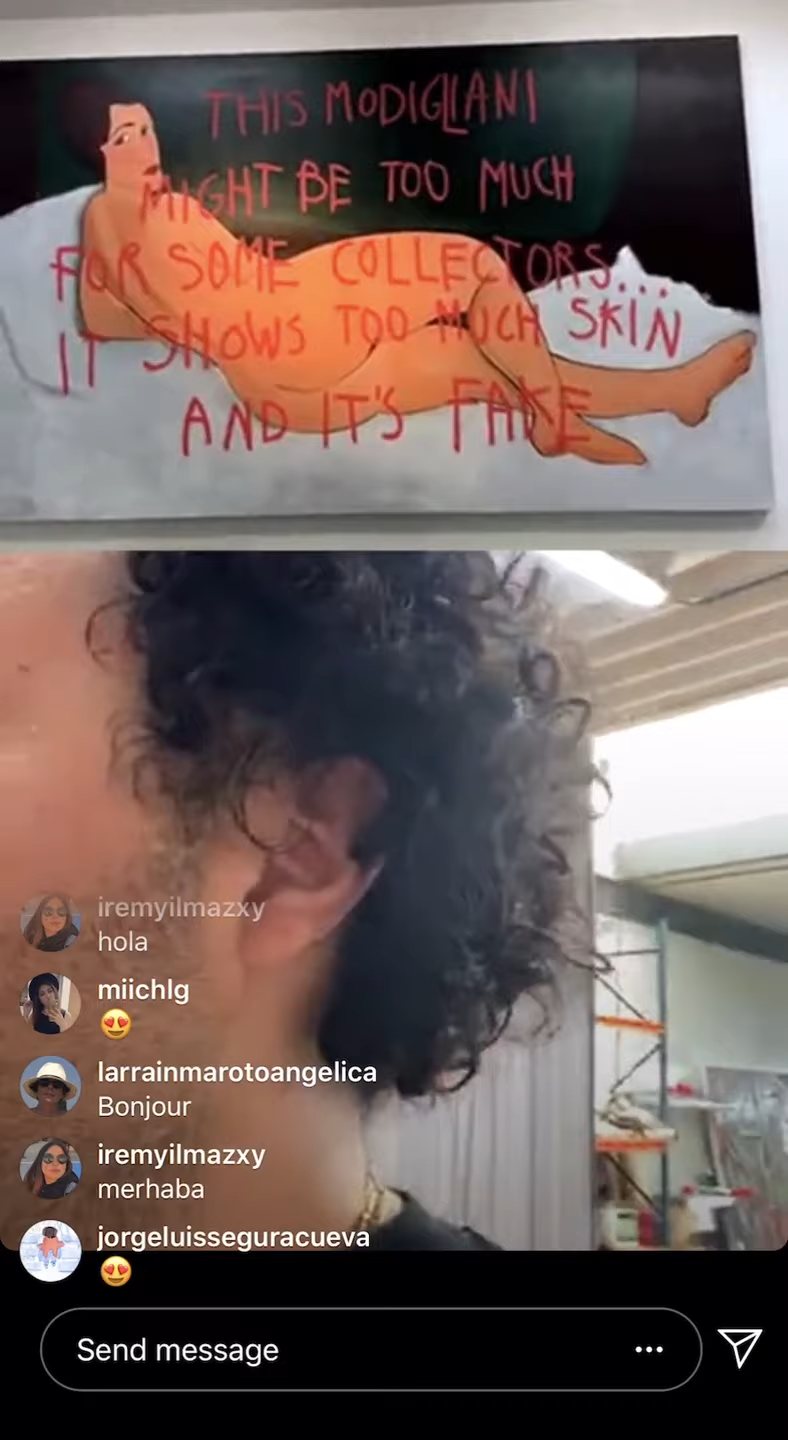 THIS MODIGLIANI
MIGHT BE TOO MUCH
FOR SOME COLLECTORS...
IT SHOWS TOO MUCH SKIN
AND IT'S FAKE
iremyilmazxy
hola
miichlg
😍
larrainmarotoangelica
Bonjour
iremyilmazxy
merhaba
jorgeluisseguracueva
😍
Send message